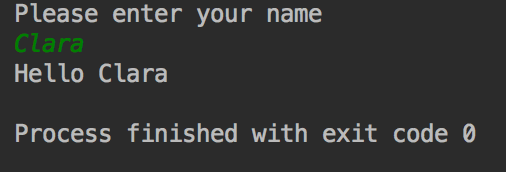 Please enter your name
Clara
Hello Clara
Process finished with exit code 0